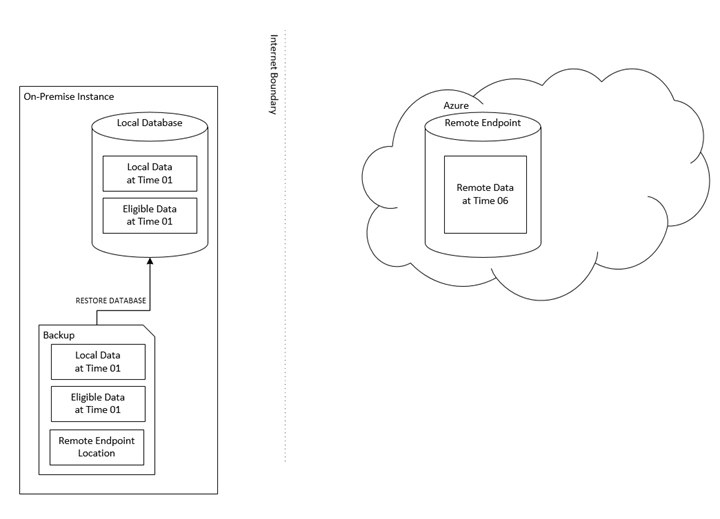 On-Premise Instance
Local Database
Local Data
at Time 01
Eligible Data
at Time 01
RESTORE DATABASE
Backup
Local Data
at Time 01
Eligible Data
at Time 01
Remote Endpoint
Location
Internet Boundary
Azure
Remote Endpoint
Remote Data
at Time 06